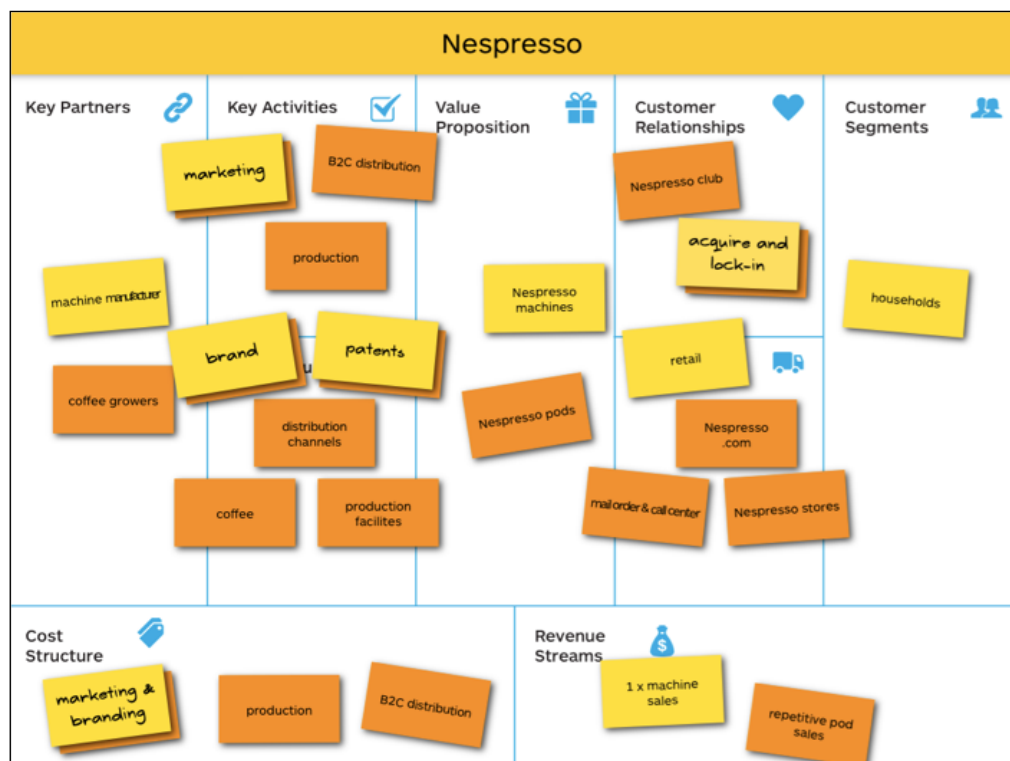 Nespresso
Key Partners
machine manufacturer
coffee growers
Key Activities
marketing
B2C distribution
production
brand
patents
distribution
channels
coffee
production
facilites
Value
Proposition
Nespresso
machines
Nespresso pods
Customer
Relationships
Nespresso club
acquire and
lock-in
retail
Nespresso
.com
mail order & call center
Nespresso stores
Customer
Segments
households
Cost
Structure
marketing &
branding
production
B2C distribution
Revenue
Streams
$
1 x machine
sales
repetitive pod
sales